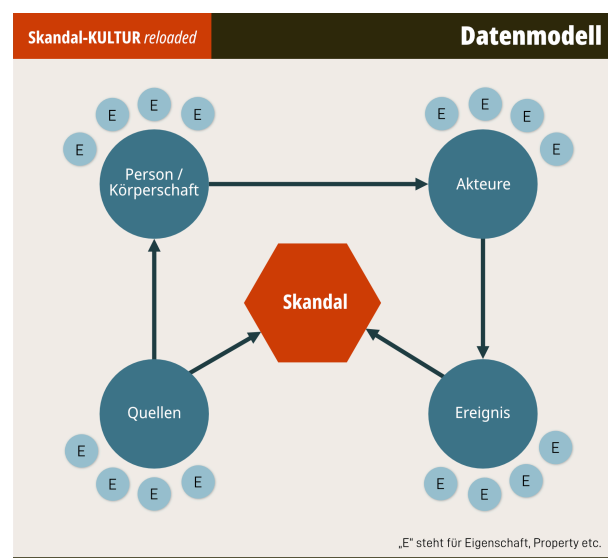 Skandal-KULTUR reloaded
Datenmodell
E
E
E
E
E
E
E
E
Person /
Körperschaft
Akteure
Skandal
Quellen
Ereignis
E
E
E
E
E
E
E
E
„E“ steht für Eigenschaft, Property etc.